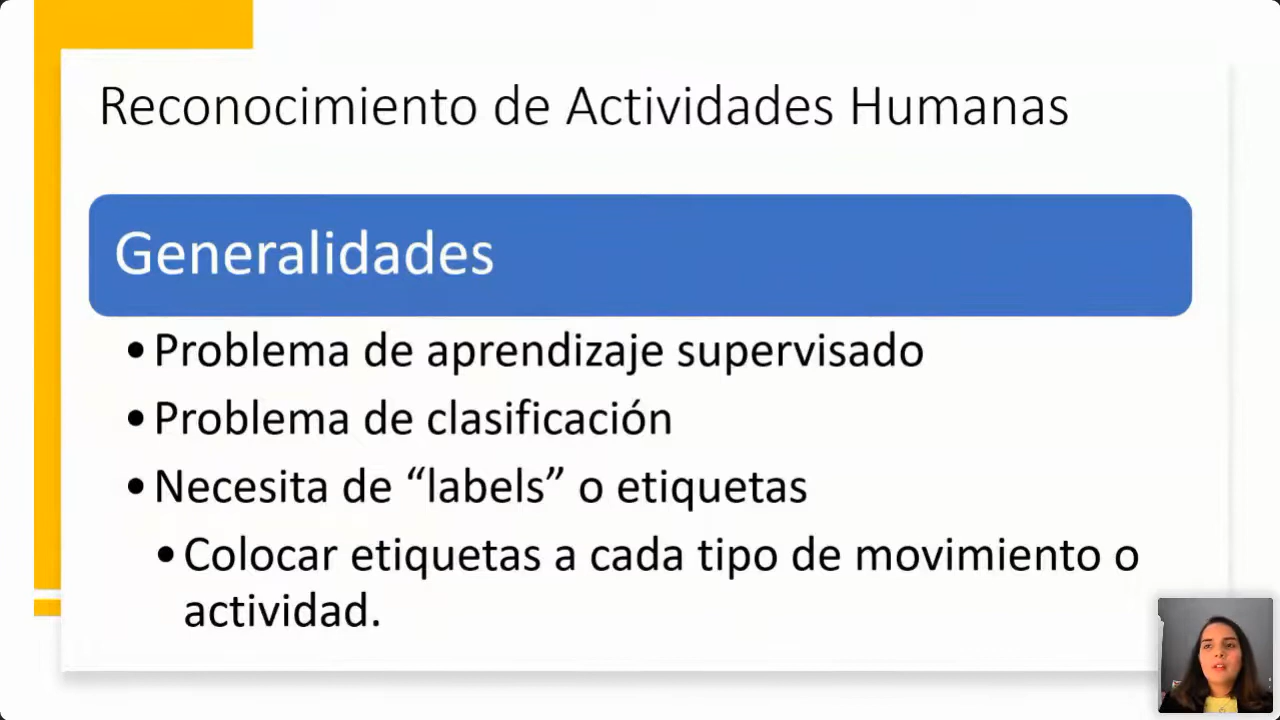 Reconocimiento de Actividades Humanas
Generalidades
• Problema de aprendizaje supervisado
• Problema de clasificación
• Necesita de “labels” o etiquetas
• Colocar etiquetas a cada tipo de movimiento o
actividad.